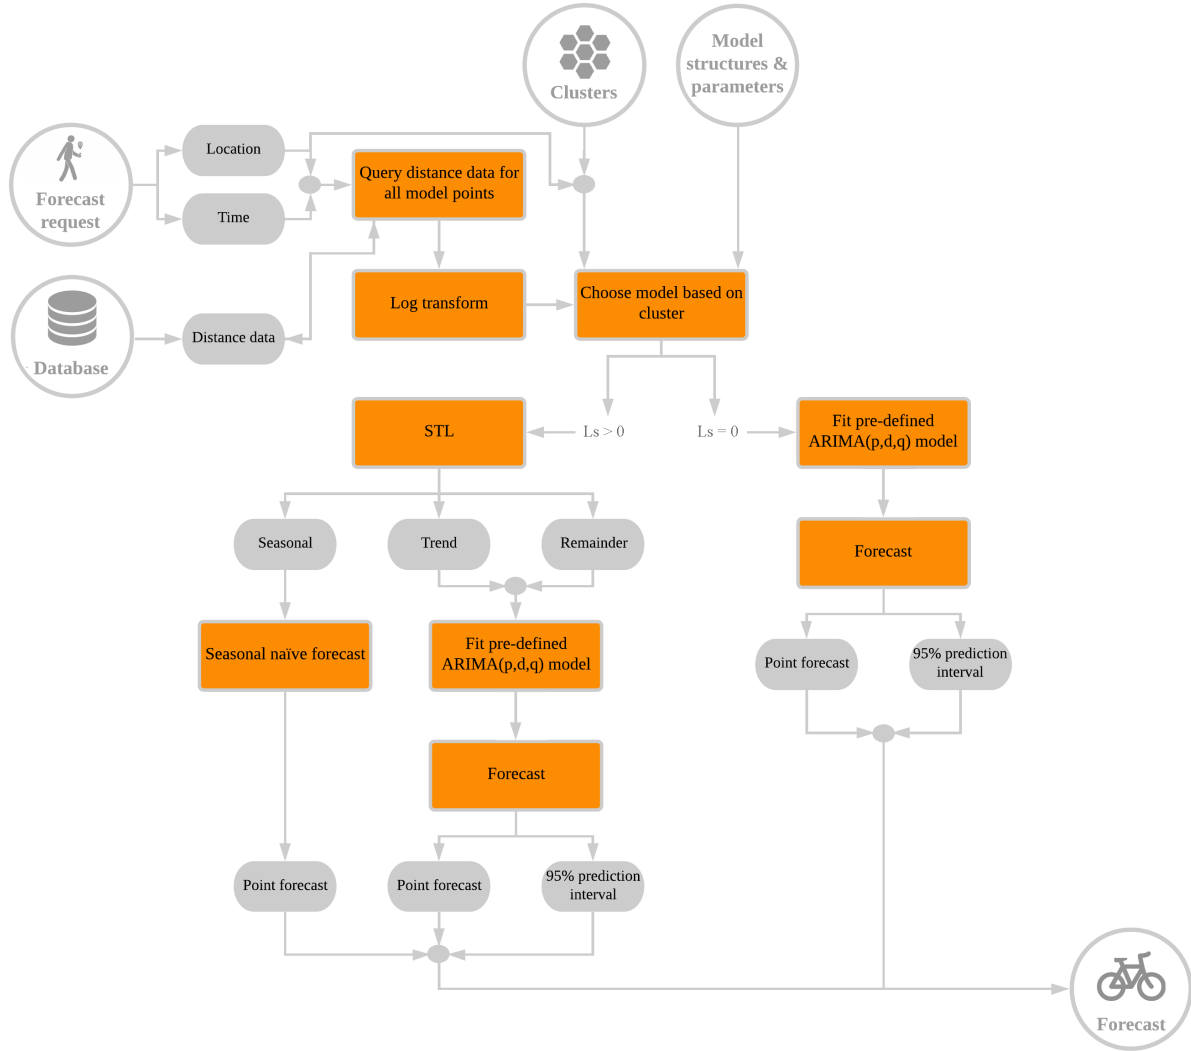 Clusters
Model
structures &
parameters
Forecast
request
Location
Time
Query distance data for
all model points
Database
Distance data
Log transform
Choose model based on
cluster
STL
Ls > 0
Ls = 0
Fit pre-defined
ARIMA(p,d,q) model
Seasonal
Trend
Remainder
Forecast
Seasonal naïve forecast
Fit pre-defined
ARIMA(p,d,q) model
Point forecast
95% prediction
interval
Forecast
Point forecast
Point forecast
95% prediction
interval
Forecast